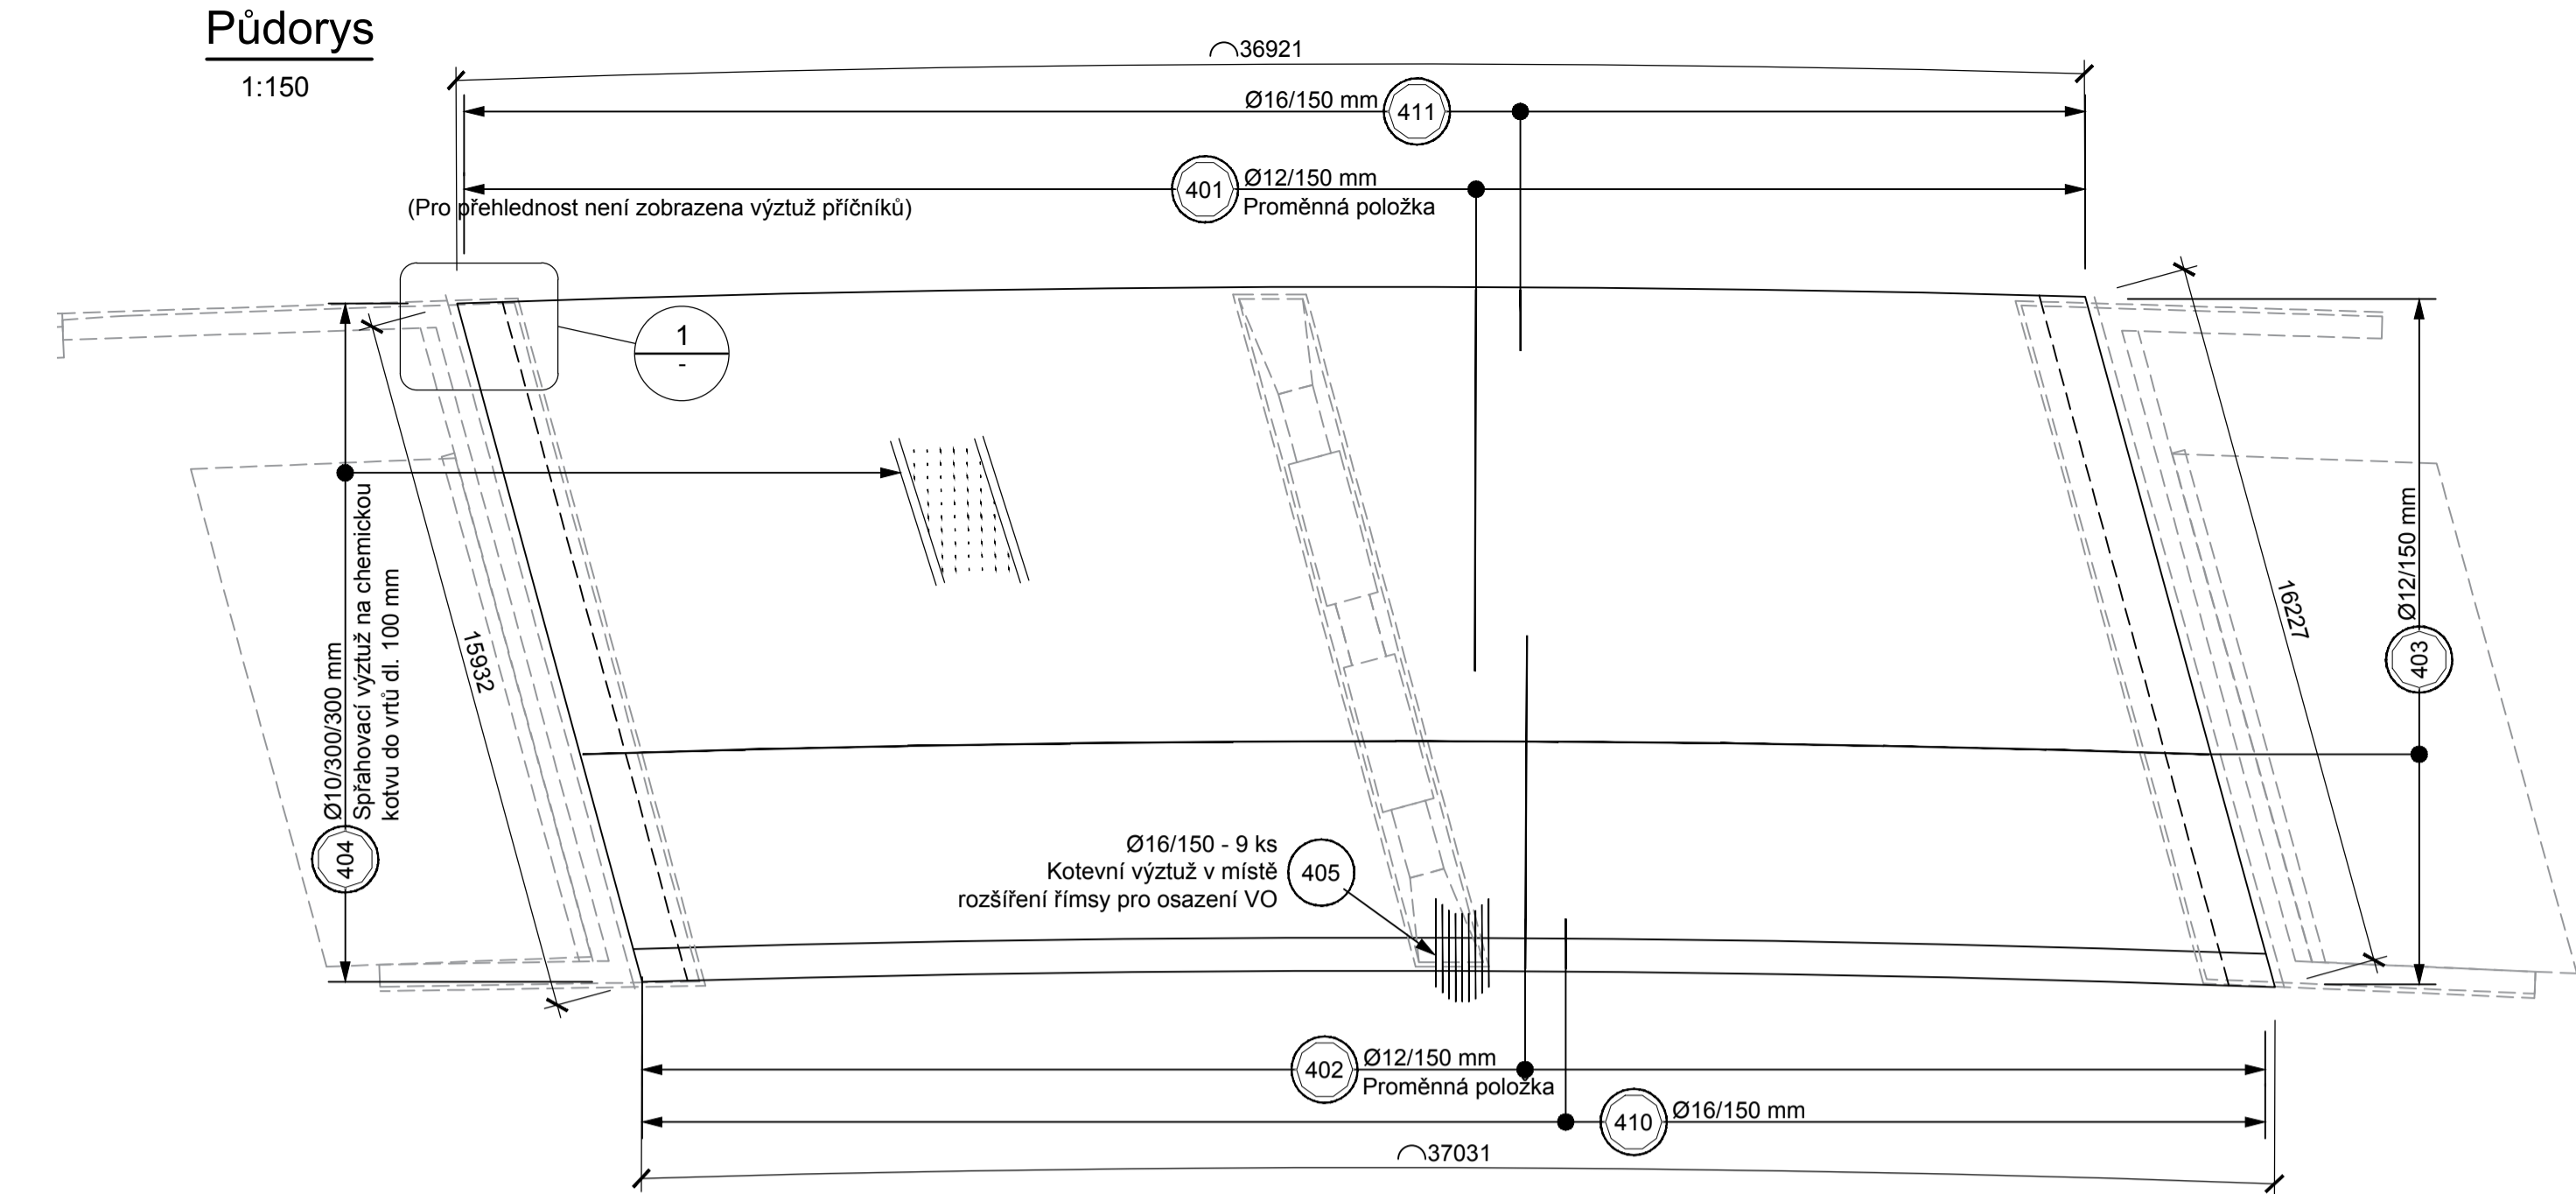 Půdorys
1:150
⌒36921
Ø16/150 mm
411
401
Ø12/150 mm
Proměnná položka
(Pro přehlednost není zobrazena výztuž příčníků)
1
-
404
Ø10/300/300 mm
Spřahovací výztuž na chemickou
kotvu do vrtů dl. 100 mm
15932
16227
Ø12/150 mm
403
Ø16/150 - 9 ks
Kotevní výztuž v místě
rozšíření římsy pro osazení VO
405
402
Ø12/150 mm
Proměnná položka
410
Ø16/150 mm
⌒37031